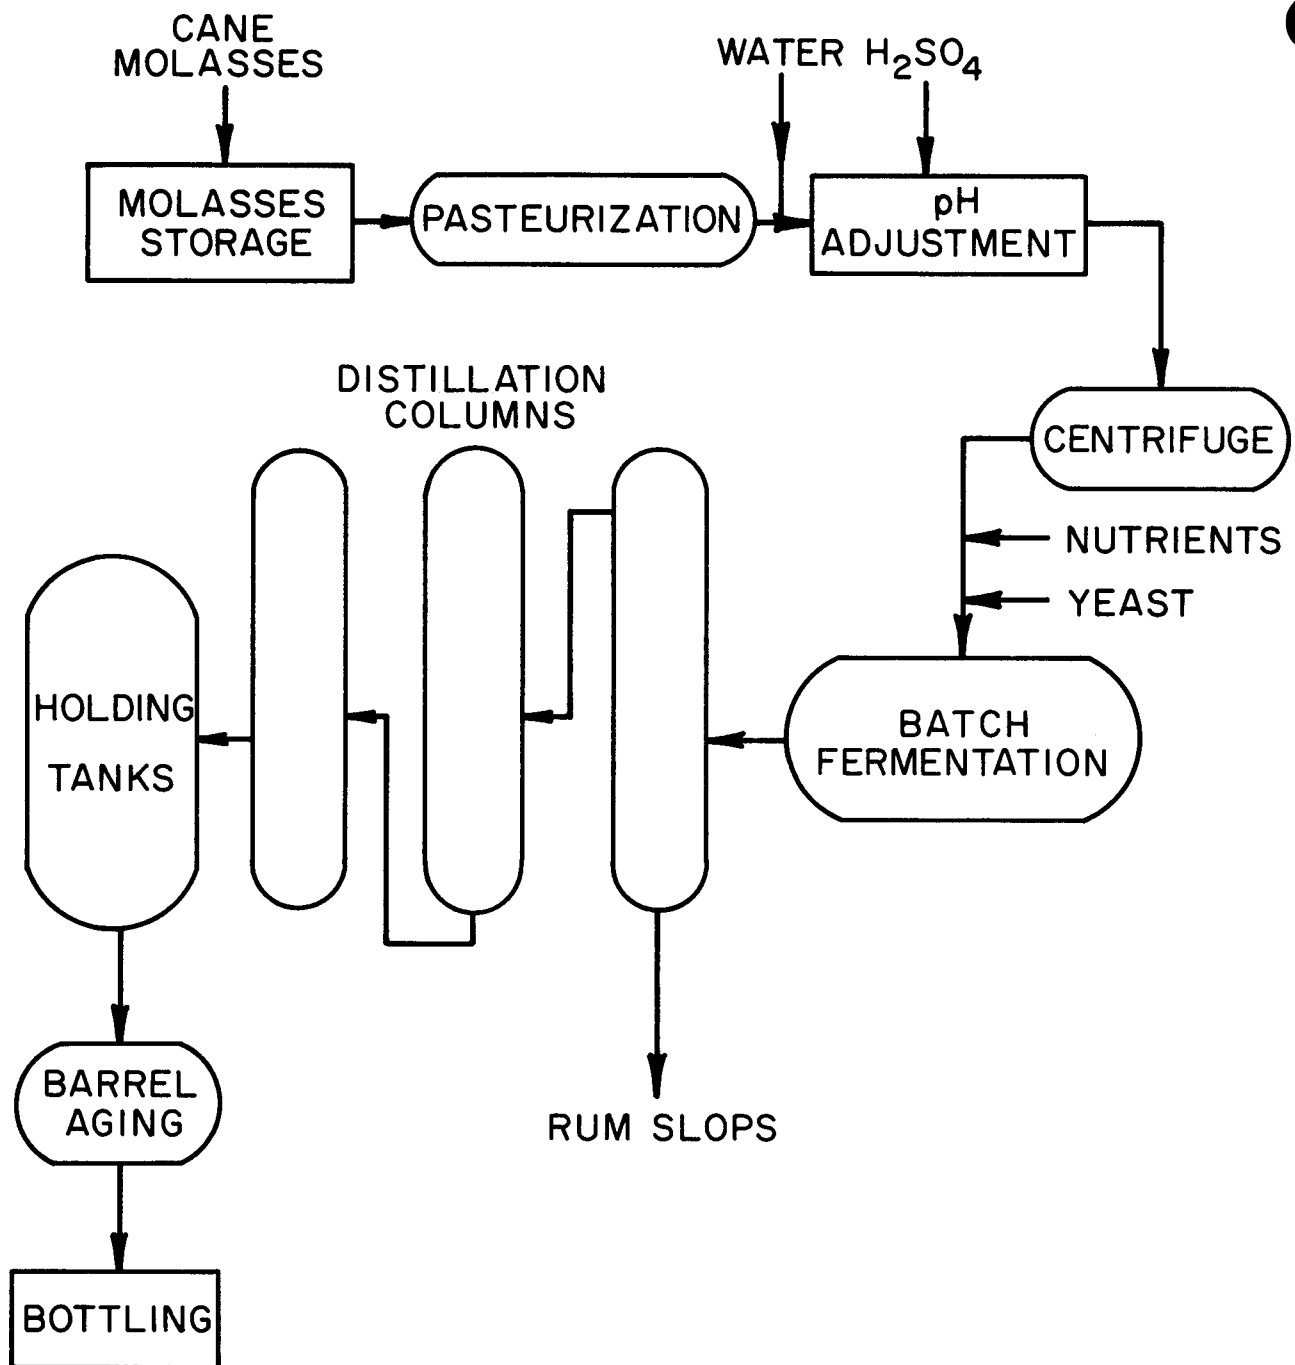 CANE
MOLASSES
WATER H₂SO₄
MOLASSES
STORAGE
PASTEURIZATION
pH
ADJUSTMENT
DISTILLATION
COLUMNS
CENTRIFUGE
NUTRIENTS
YEAST
HOLDING
TANKS
BATCH
FERMENTATION
BARREL
AGING
RUM SLOPS
BOTTLING